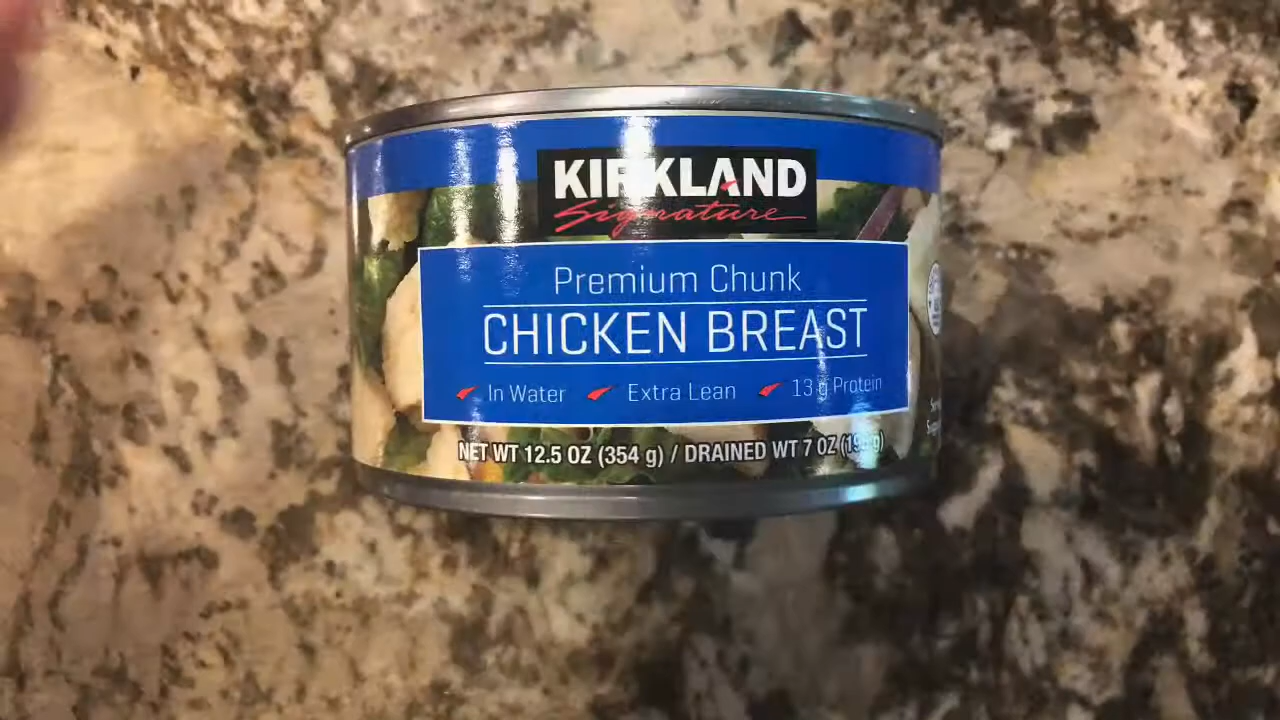 KIRKLAND
Signature
Premium Chunk
CHICKEN BREAST
In Water Extra Lean 13 g Protein
NET WT 12.5 OZ (354 g) / DRAINED WT 7 OZ